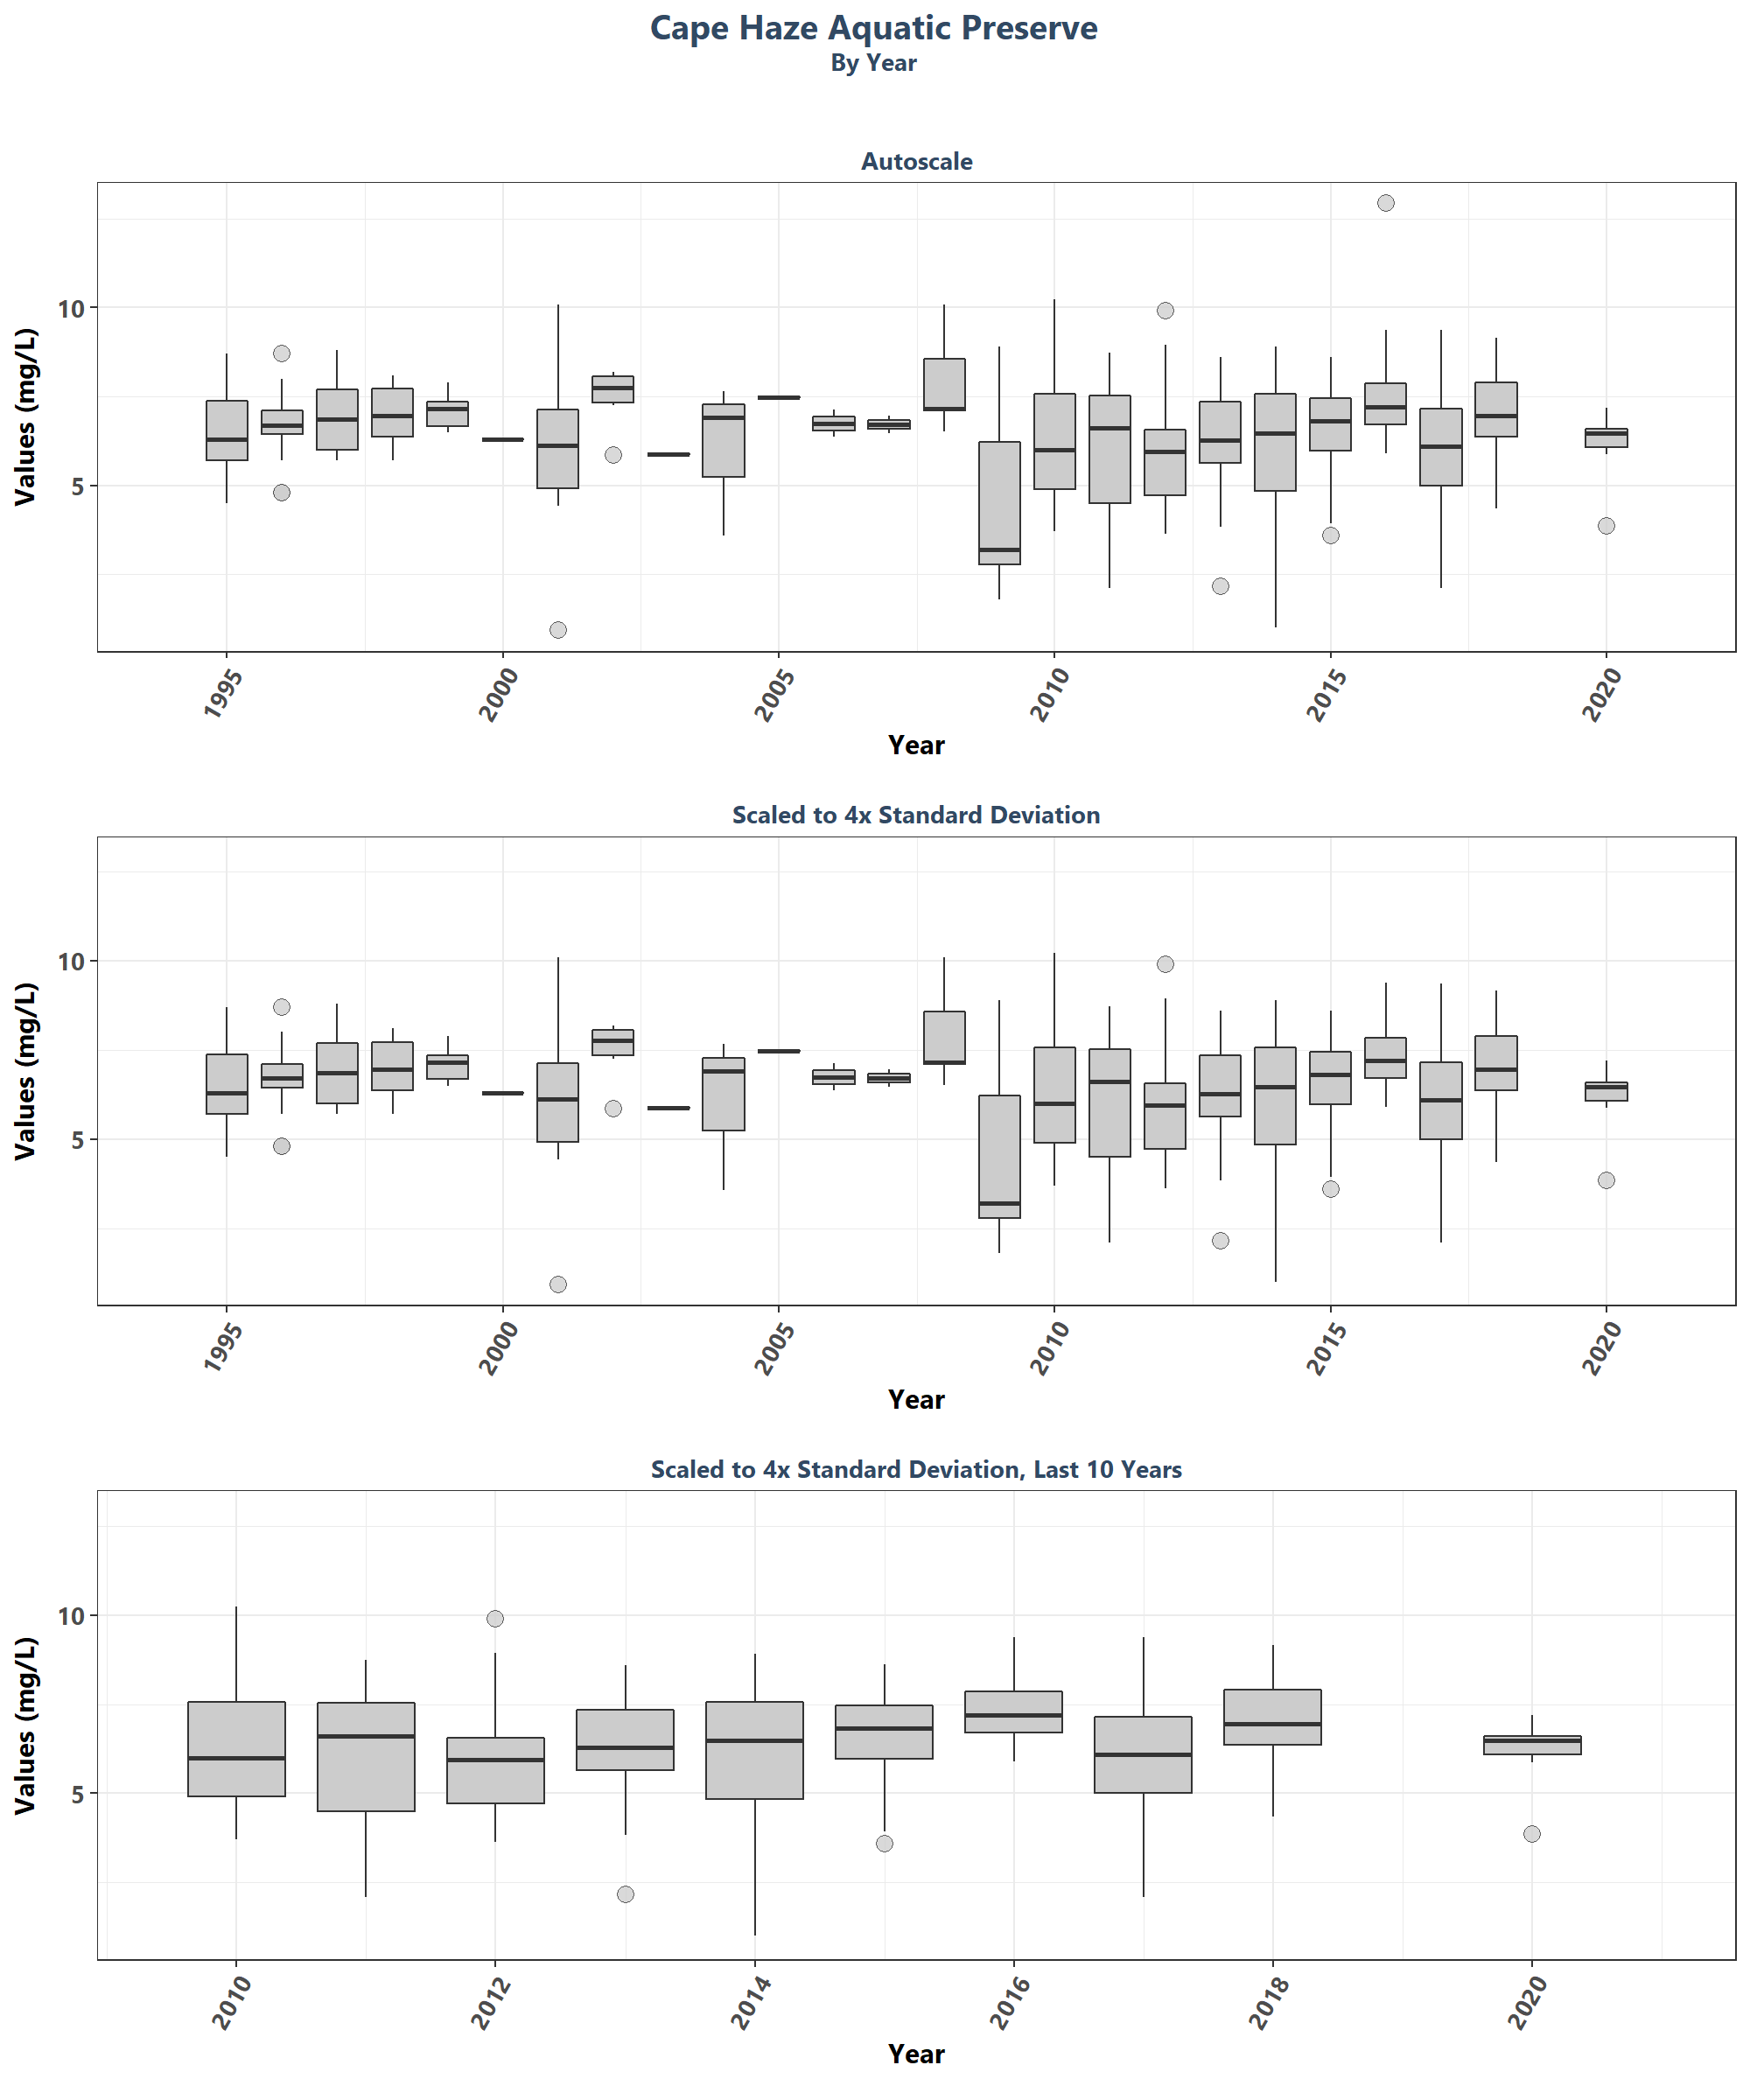 Cape Haze Aquatic Preserve
By Year
Autoscale
Values (mg/L)
10
5
1995 2000 2005 2010 2015 2020
Year
Scaled to 4x Standard Deviation
Values (mg/L)
10
5
1995 2000 2005 2010 2015 2020
Year
Scaled to 4x Standard Deviation, Last 10 Years
Values (mg/L)
10
5
2010 2012 2014 2016 2018 2020
Year